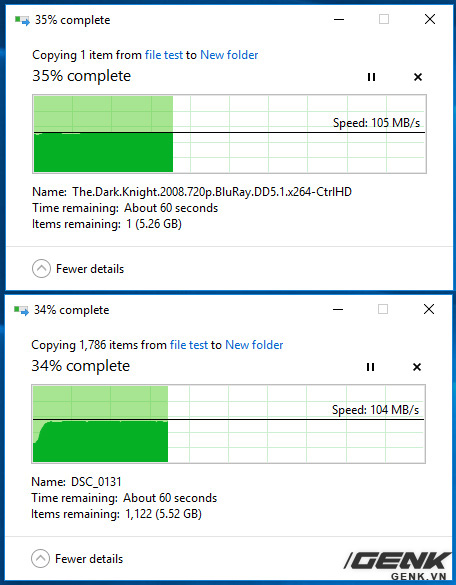 35% complete
Copying 1 item from file test to New folder
35% complete
Speed: 105 MB/s
Name: The.Dark.Knight.2008.720p.BluRay.DD5.1.x264-CtrlHD
Time remaining: About 60 seconds
Items remaining: 1 (5.26 GB)
Fewer details
34% complete
Copying 1,786 items from file test to New folder
34% complete
Speed: 104 MB/s
Name: DSC_0131
Time remaining: About 60 seconds
Items remaining: 1,122 (5.52 GB)
Fewer details
GENK
GENK.VN